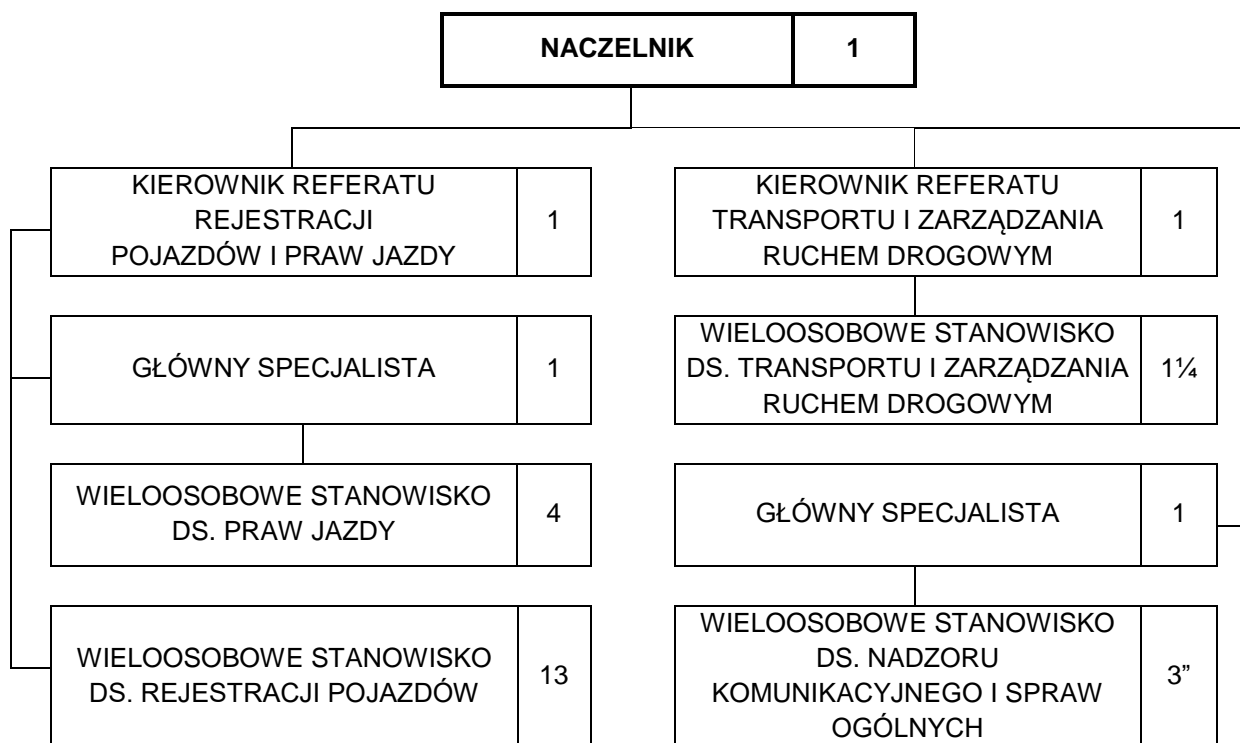 NACZELNIK 1
KIEROWNIK REFERATU
REJESTRACJI
POJAZDÓW I PRAW JAZDY
1
KIEROWNIK REFERATU
TRANSPORTU I ZARZĄDZANIA
RUCHEM DROGOWYM
1
GŁÓWNY SPECJALISTA 1
WIELOOSOBOWE STANOWISKO
DS. TRANSPORTU I ZARZĄDZANIA
RUCHEM DROGOWYM
1¼
WIELOOSOBOWE STANOWISKO
DS. PRAW JAZDY
4
GŁÓWNY SPECJALISTA 1
WIELOOSOBOWE STANOWISKO
DS. REJESTRACJI POJAZDÓW
13
WIELOOSOBOWE STANOWISKO
DS. NADZORU
KOMUNIKACYJNEGO I SPRAW
OGÓLNYCH
3”